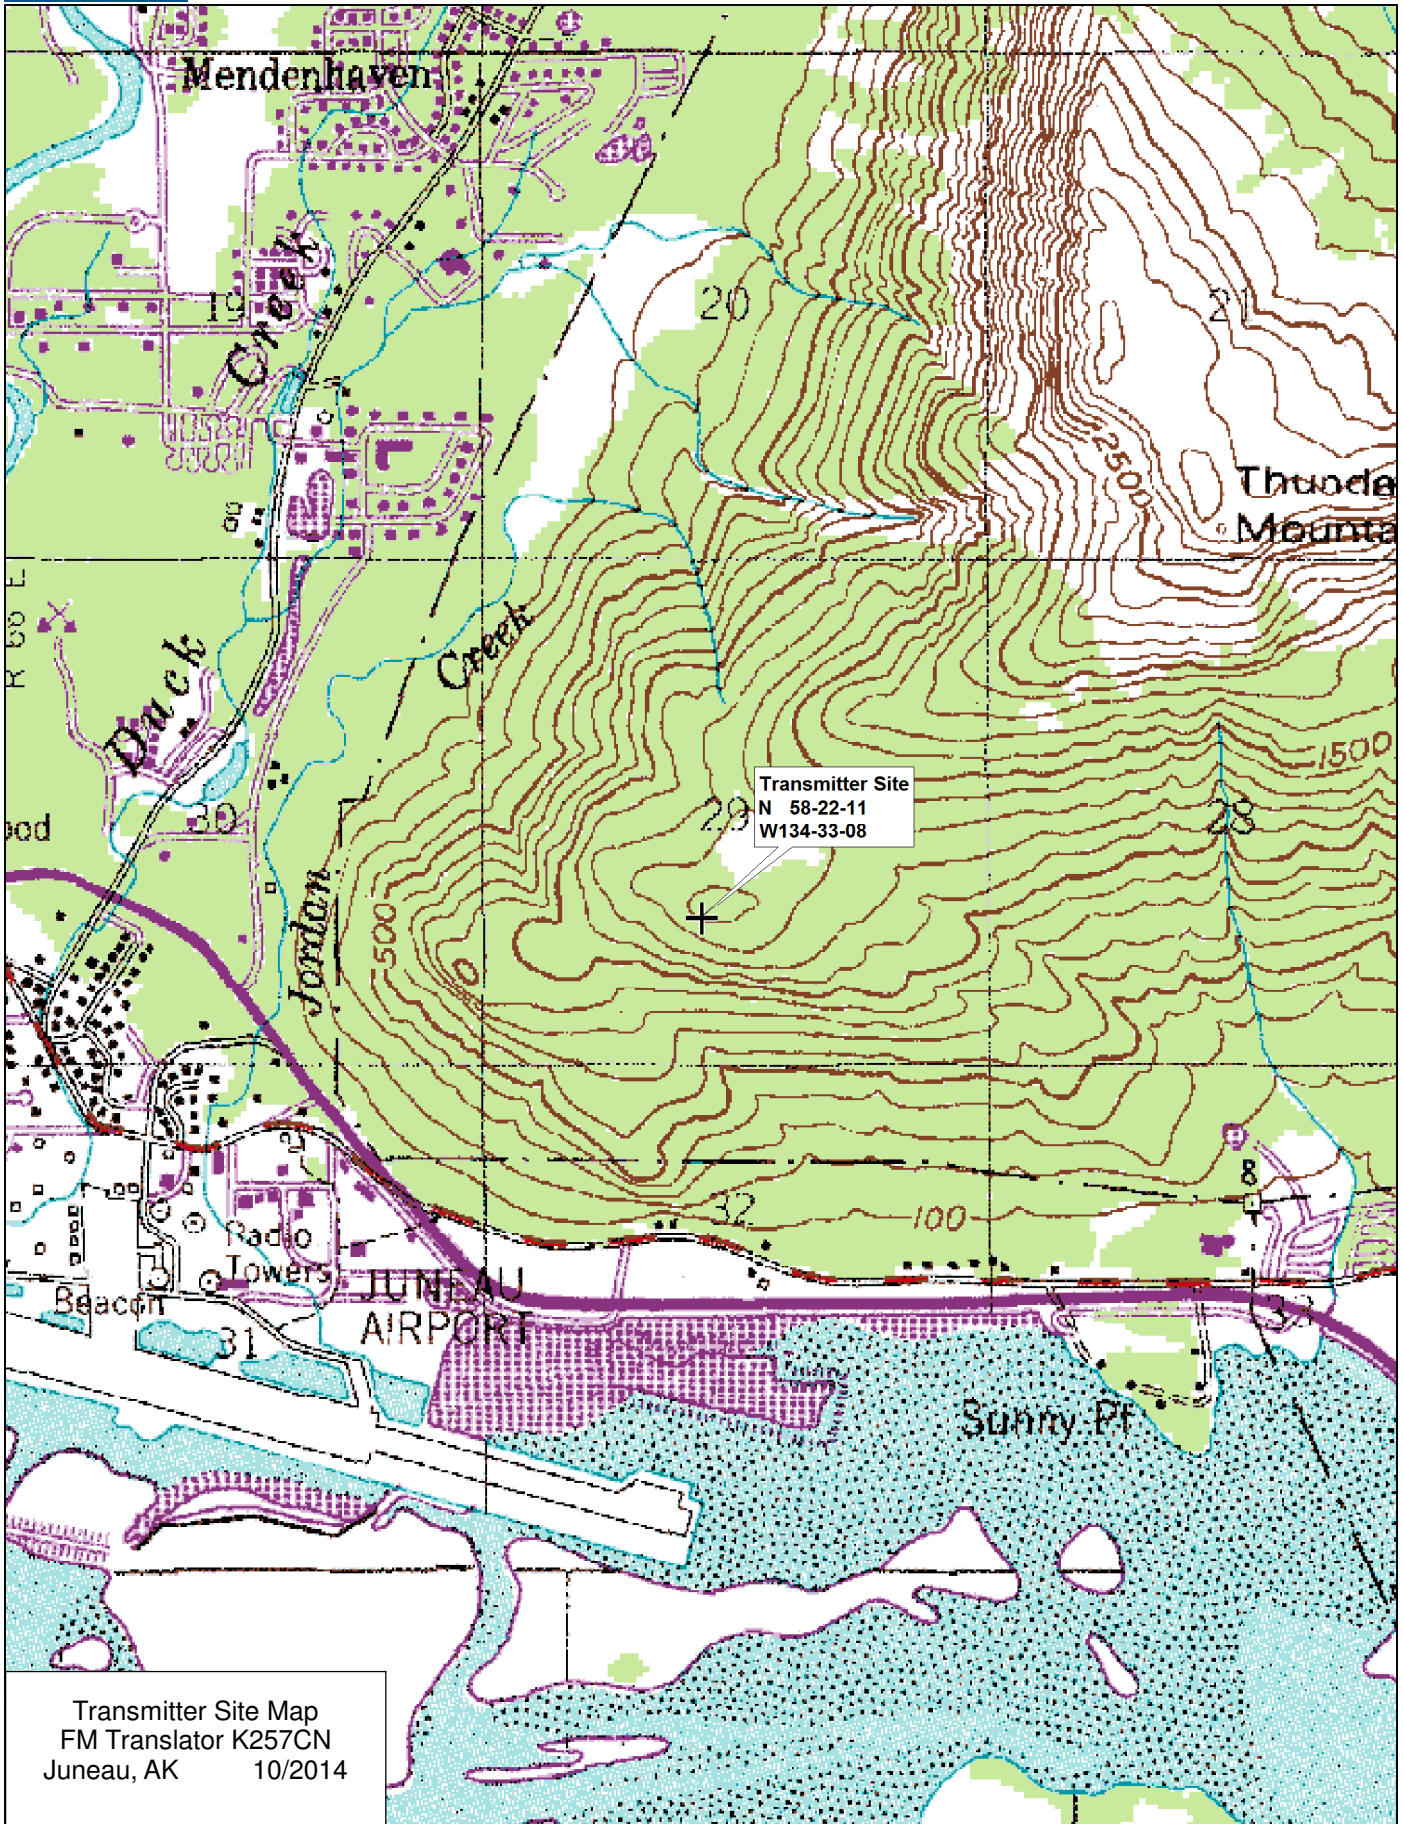 Mendenhaven
20
21
19
Creek
2500
Thunde
Mounta
R 66 E
Creek
Duck
1500
Transmitter Site
N 58-22-11
W134-33-08
29
28
30
ood
Jordan
500
32
8
100
Radio
Towers
JUNEAU
AIRPORT
Beacon
31
33
Sunny Pt
Transmitter Site Map
FM Translator K257CN
Juneau, AK 10/2014